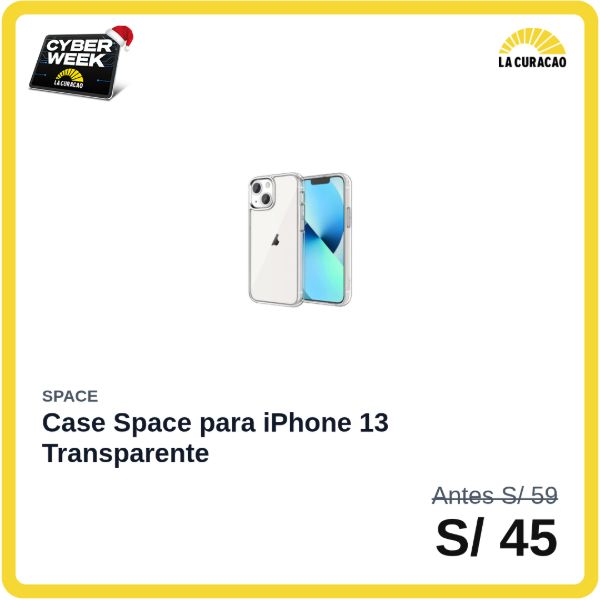 CYBER
WEEK
LA CURACAO
LA CURACAO
SPACE
Case Space para iPhone 13
Transparente
Antes S/ 59
S/ 45